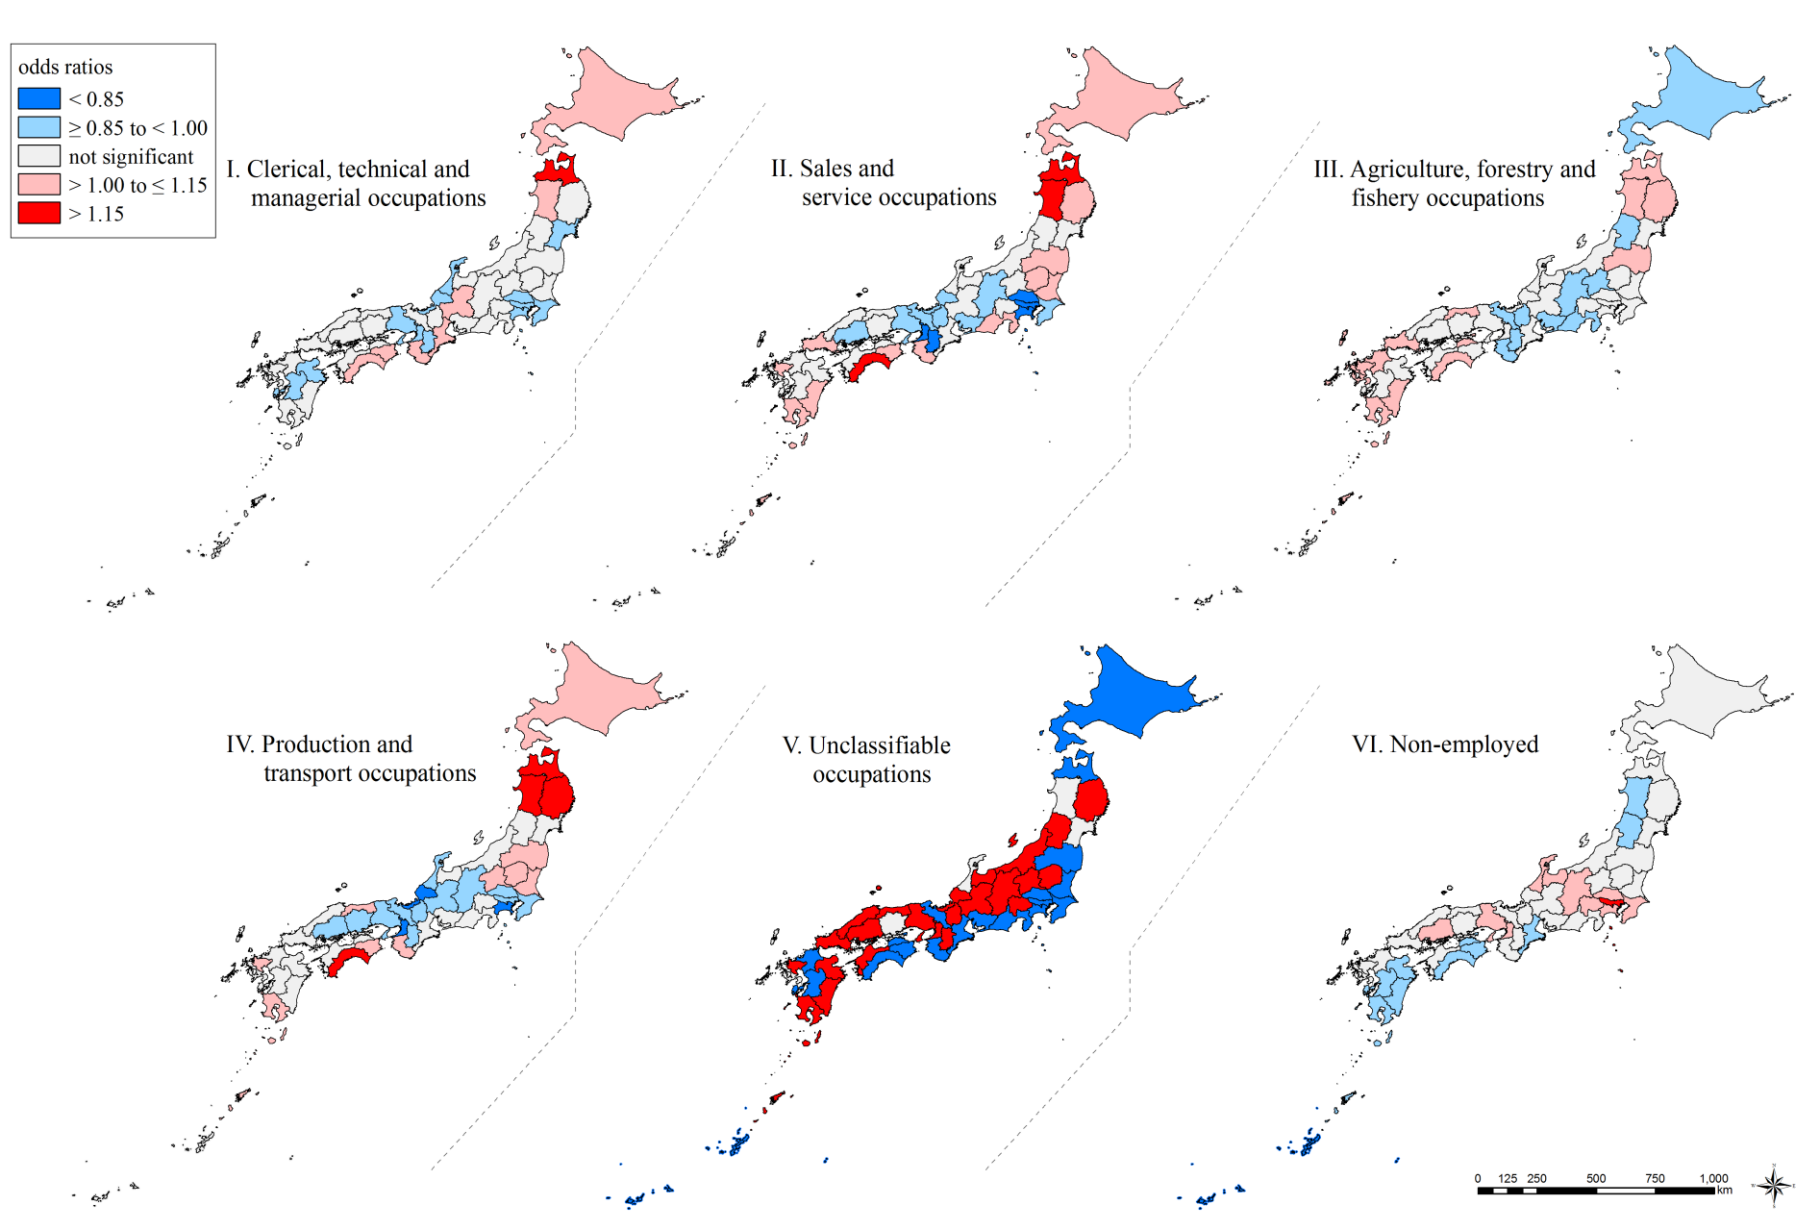 odds ratios
< 0.85
≥ 0.85 to < 1.00
not significant
> 1.00 to ≤ 1.15
> 1.15
I. Clerical, technical and
managerial occupations
II. Sales and
service occupations
III. Agriculture, forestry and
fishery occupations
IV. Production and
transport occupations
V. Unclassifiable
occupations
VI. Non-employed
0 125 250 500 750 1,000
km